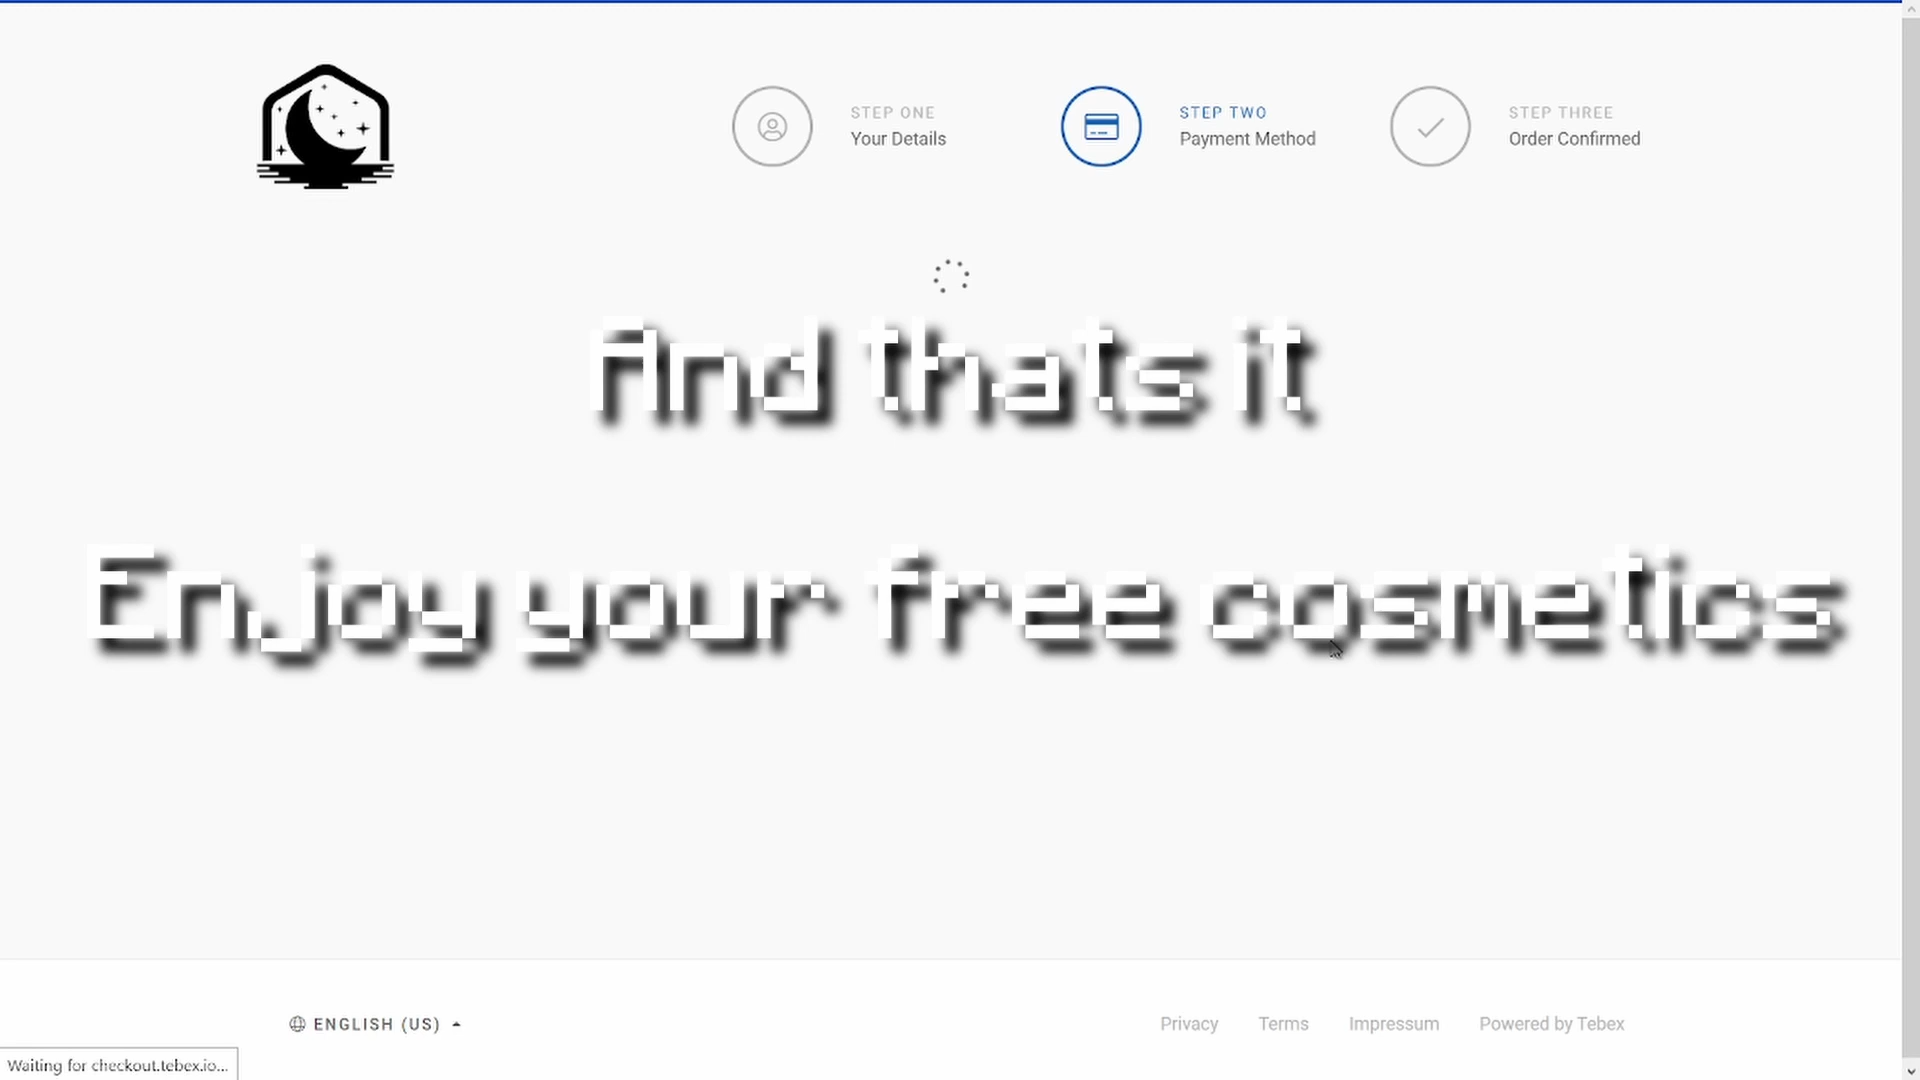 STEP ONE
Your Details
STEP TWO
Payment Method
STEP THREE
Order Confirmed
And thats it
Enjoy your free cosmetics
ENGLISH (US)
Privacy
Terms
Impressum
Powered by Tebex
Waiting for checkout.tebex.io...